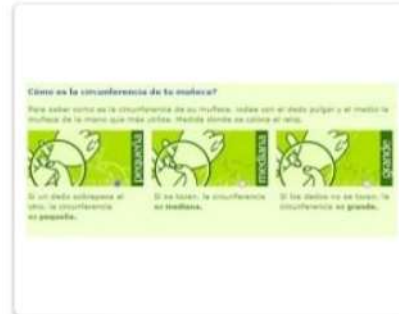 Cómo es la circunferencia de tu muñeca?
Para saber como es la circunferencia de su muñeca, rodee con el dedo pulgar y el medio la
muñeca de la mano que más utiliza. Medida donde se coloca el reloj.
pequeña
mediana
grande
Si un dedo sobrepasa el
otro, la circunferencia
es pequeña.
Si se tocan, la circunferencia
es mediana.
Si los dedos no se tocan, la
circunferencia es grande.